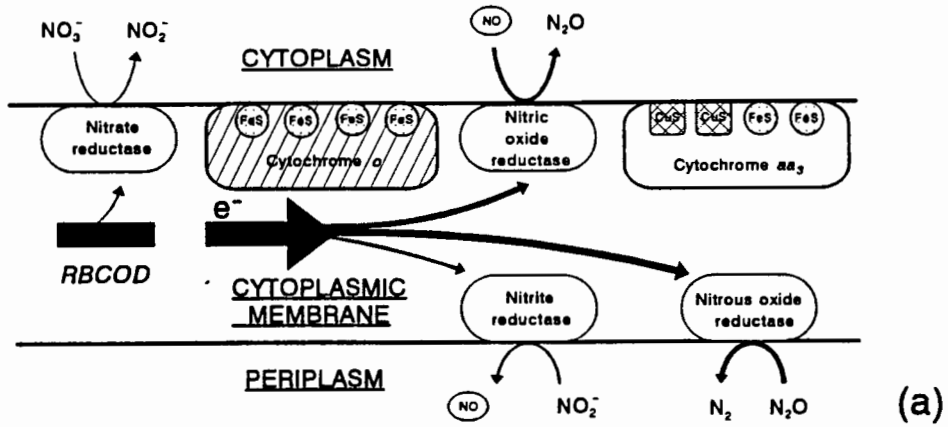 NO₃⁻ NO₂⁻
CYTOPLASM
NO N₂O
Nitrate
reductase
FeS FeS FeS FeS
Cytochrome o
Nitric
oxide
reductase
CuS CuS FeS FeS
Cytochrome aa₃
e⁻
RBCOD
CYTOPLASMIC
MEMBRANE
Nitrite
reductase
Nitrous oxide
reductase
PERIPLASM
NO NO₂⁻
N₂ N₂O
(a)